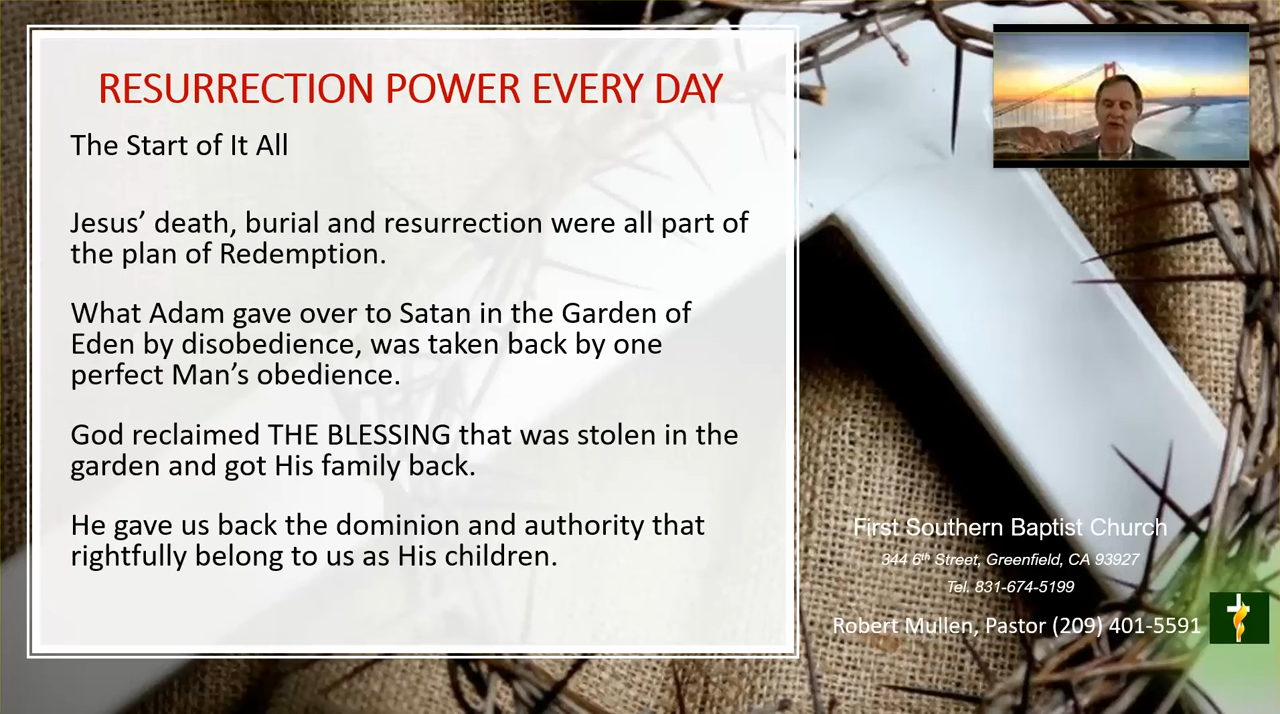 RESURRECTION POWER EVERY DAY
The Start of It All
Jesus’ death, burial and resurrection were all part of
the plan of Redemption.
What Adam gave over to Satan in the Garden of
Eden by disobedience, was taken back by one
perfect Man’s obedience.
God reclaimed THE BLESSING that was stolen in the
garden and got His family back.
He gave us back the dominion and authority that
rightfully belong to us as His children.
First Southern Baptist Church
344 6th Street, Greenfield, CA 93927
Tel. 831-674-5199
Robert Mullen, Pastor (209) 401-5591